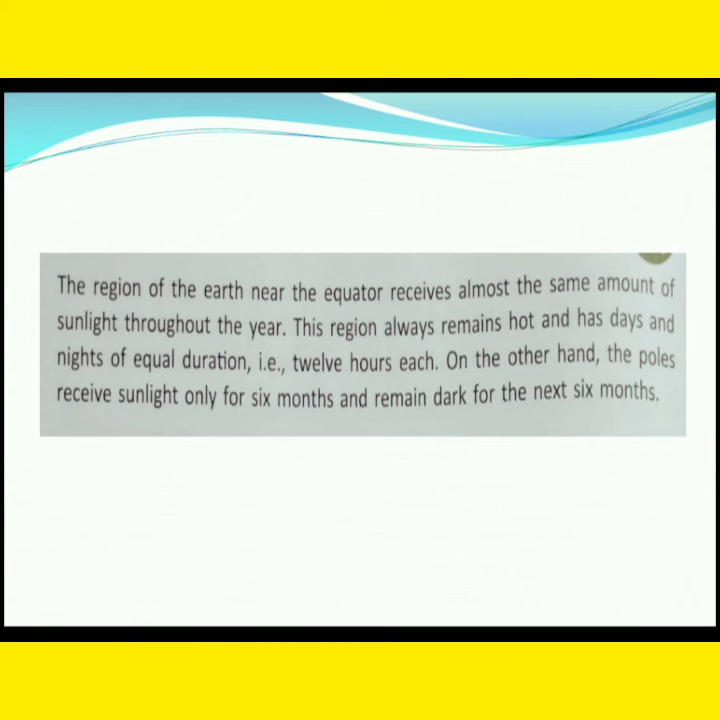 The region of the earth near the equator receives almost the same amount of
sunlight throughout the year. This region always remains hot and has days and
nights of equal duration, i.e., twelve hours each. On the other hand, the poles
receive sunlight only for six months and remain dark for the next six months.